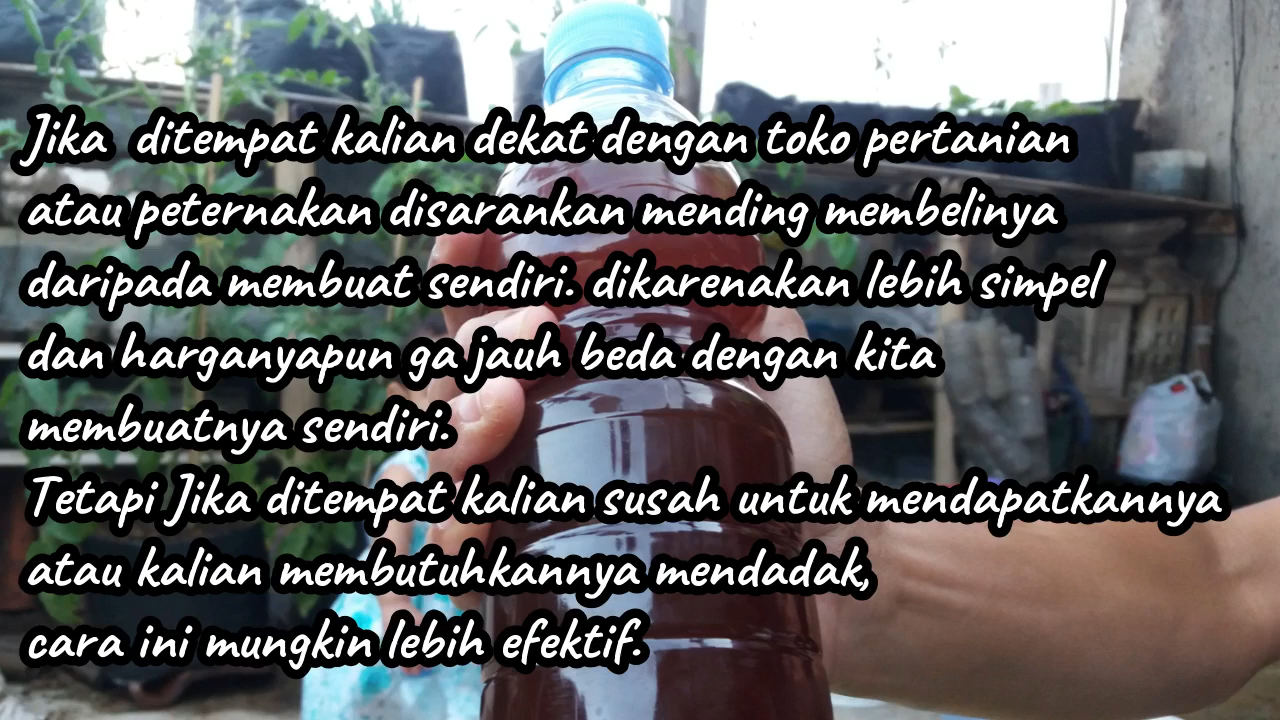 Jika ditempat kalian dekat dengan toko pertanian
atau peternakan disarankan mending membelinya
daripada membuat sendiri. dikarenakan lebih simpel
dan harganyapun ga jauh beda dengan kita
membuatnya sendiri.
Tetapi Jika ditempat kalian susah untuk mendapatkannya
atau kalian membutuhkannya mendadak,
cara ini mungkin lebih efektif.